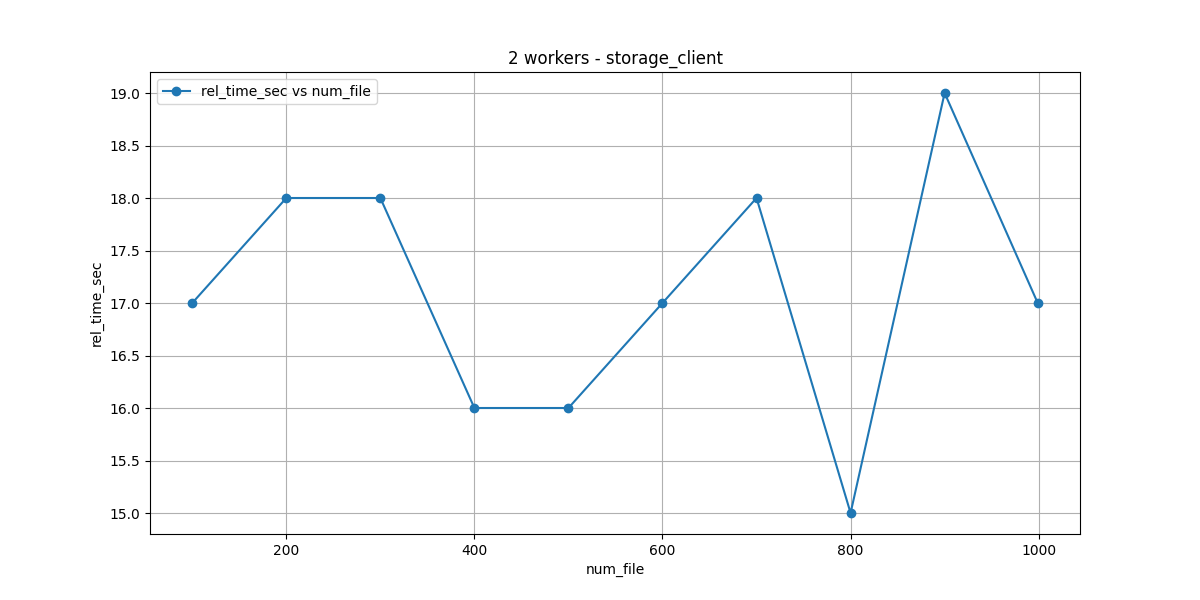 2 workers - storage_client
rel_time_sec vs num_file
19.0
18.5
18.0
17.5
17.0
16.5
16.0
15.5
15.0
rel_time_sec
200 400 600 800 1000
num_file